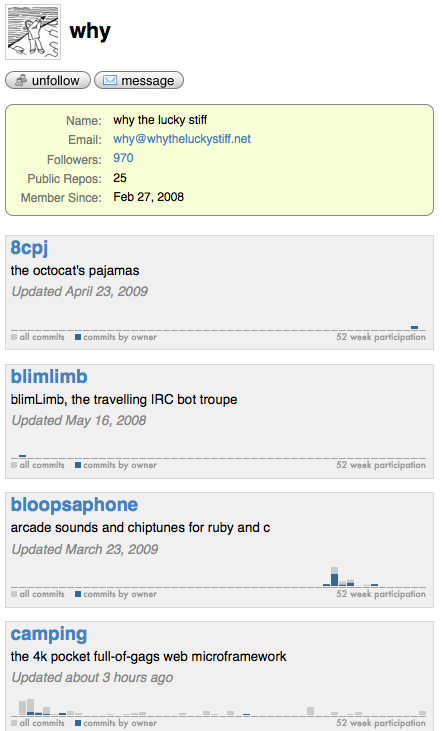 why
unfollow
message
Name: why the lucky stiff
Email: why@whytheluckystiff.net
Followers: 970
Public Repos: 25
Member Since: Feb 27, 2008
8cpj
the octocat's pajamas
Updated April 23, 2009
all commits commits by owner 52 week participation
blimlimb
blimLimb, the travelling IRC bot troupe
Updated May 16, 2008
all commits commits by owner 52 week participation
bloopsaphone
arcade sounds and chiptunes for ruby and c
Updated March 23, 2009
all commits commits by owner 52 week participation
camping
the 4k pocket full-of-gags web microframework
Updated about 3 hours ago
all commits commits by owner 52 week participation